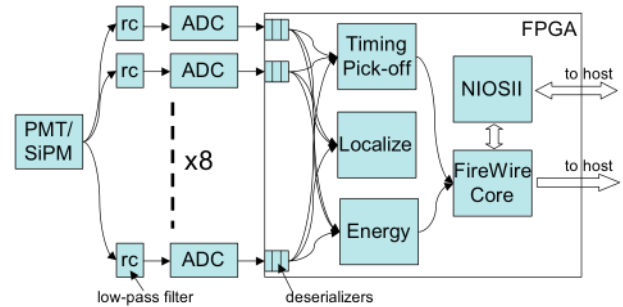 rc
ADC
FPGA
rc
ADC
Timing
Pick-off
NIOSII
to host
PMT/
SiPM
x8
Localize
to host
FireWire
Core
rc
ADC
Energy
low-pass filter
deserializers